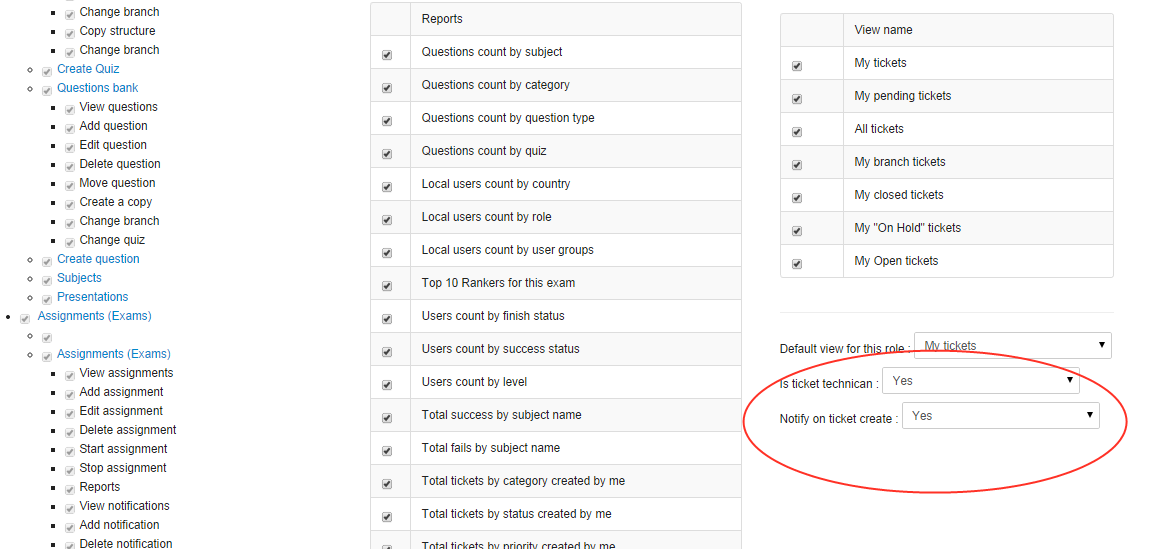 Change branch
Copy structure
Change branch
Create Quiz
Questions bank
View questions
Add question
Edit question
Delete question
Move question
Create a copy
Change branch
Change quiz
Create question
Subjects
Presentations
Assignments (Exams)
Assignments (Exams)
View assignments
Add assignment
Edit assignment
Delete assignment
Start assignment
Stop assignment
Reports
View notifications
Add notification
Delete notification
Reports
Questions count by subject
Questions count by category
Questions count by question type
Questions count by quiz
Local users count by country
Local users count by role
Local users count by user groups
Top 10 Rankers for this exam
Users count by finish status
Users count by success status
Users count by level
Total success by subject name
Total fails by subject name
Total tickets by category created by me
Total tickets by status created by me
Total tickets by priority created by me
View name
My tickets
My pending tickets
All tickets
My branch tickets
My closed tickets
My "On Hold" tickets
My Open tickets
Default view for this role : My tickets
Is ticket technican : Yes
Notify on ticket create : Yes